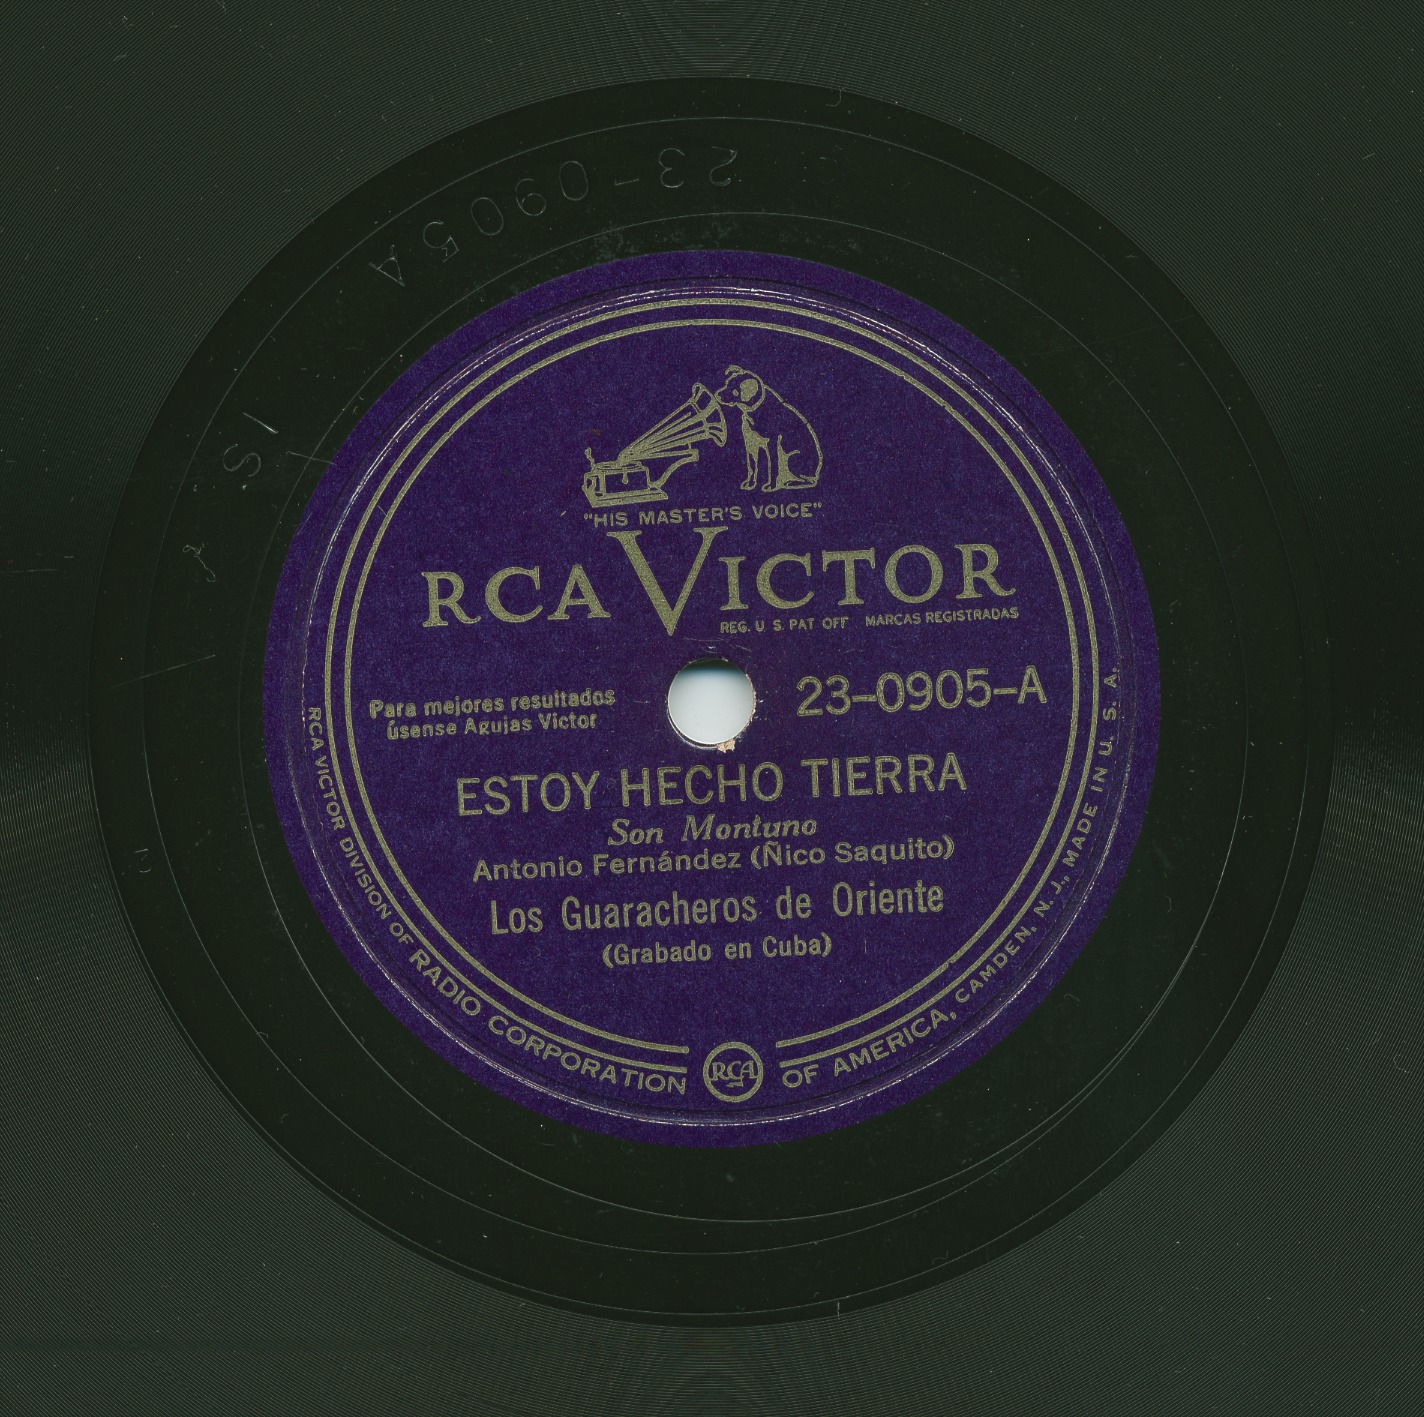 23-0905A
S1
"HIS MASTER'S VOICE"
RCA VICTOR
REG. U. S. PAT. OFF. MARCAS REGISTRADAS
Para mejores resultados
úsense Agujas Victor
23-0905-A
ESTOY HECHO TIERRA
Son Montuno
Antonio Fernández (Ñico Saquito)
Los Guaracheros de Oriente
(Grabado en Cuba)
RCA VICTOR DIVISION OF RADIO CORPORATION OF AMERICA, CAMDEN, N. J., MADE IN U. S. A.
RCA